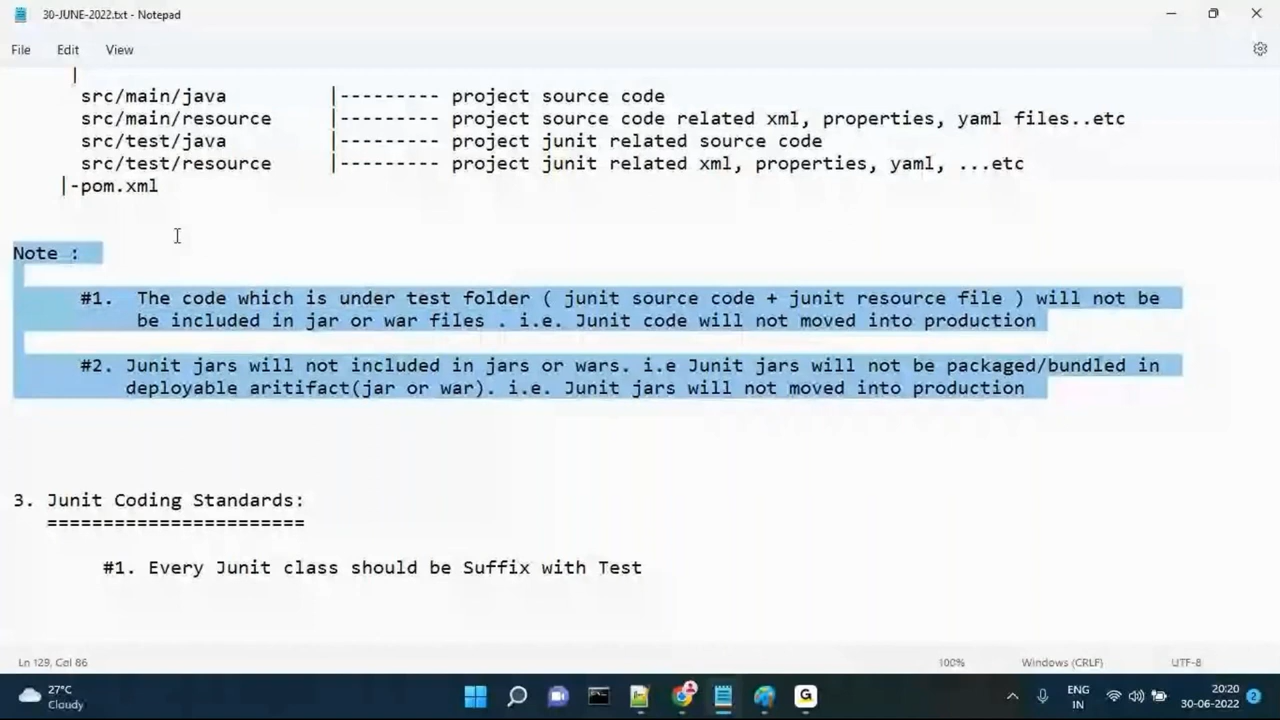 30-JUNE-2022.txt - Notepad
File Edit View
|
src/main/java |--------- project source code
src/main/resource |--------- project source code related xml, properties, yaml files..etc
src/test/java |--------- project junit related source code
src/test/resource |--------- project junit related xml, properties, yaml, ...etc
|-pom.xml
Note :
#1. The code which is under test folder ( junit source code + junit resource file ) will not be
be included in jar or war files . i.e. Junit code will not moved into production
#2. Junit jars will not included in jars or wars. i.e Junit jars will not be packaged/bundled in
deployable aritifact(jar or war). i.e. Junit jars will not moved into production
3. Junit Coding Standards:
=======================
#1. Every Junit class should be Suffix with Test
Ln 129, Col 86 100% Windows (CRLF) UTF-8
27°C
Cloudy
ENG
IN
20:20
30-06-2022
2
G